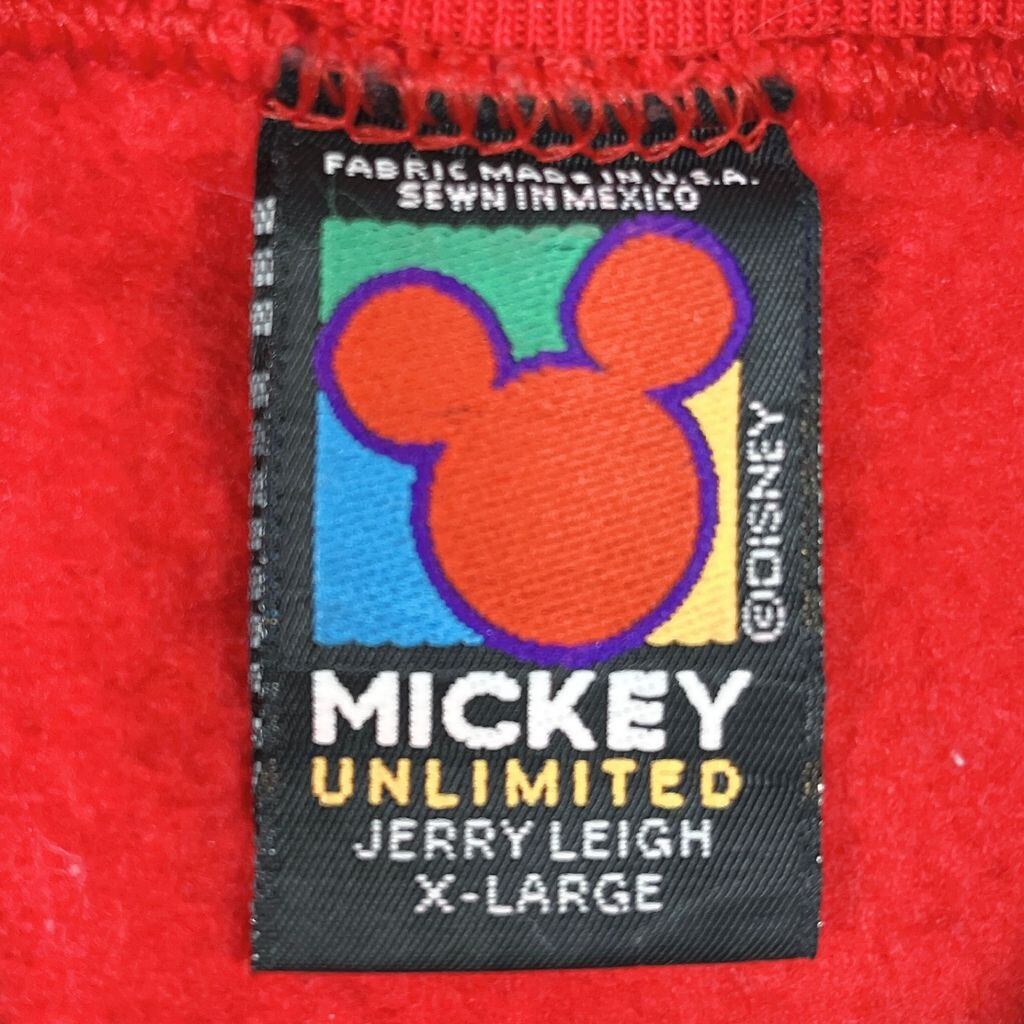 FABRIC MADE IN U.S.A.
SEWN IN MEXICO
©DISNEY
MICKEY
UNLIMITED
JERRY LEIGH
X-LARGE